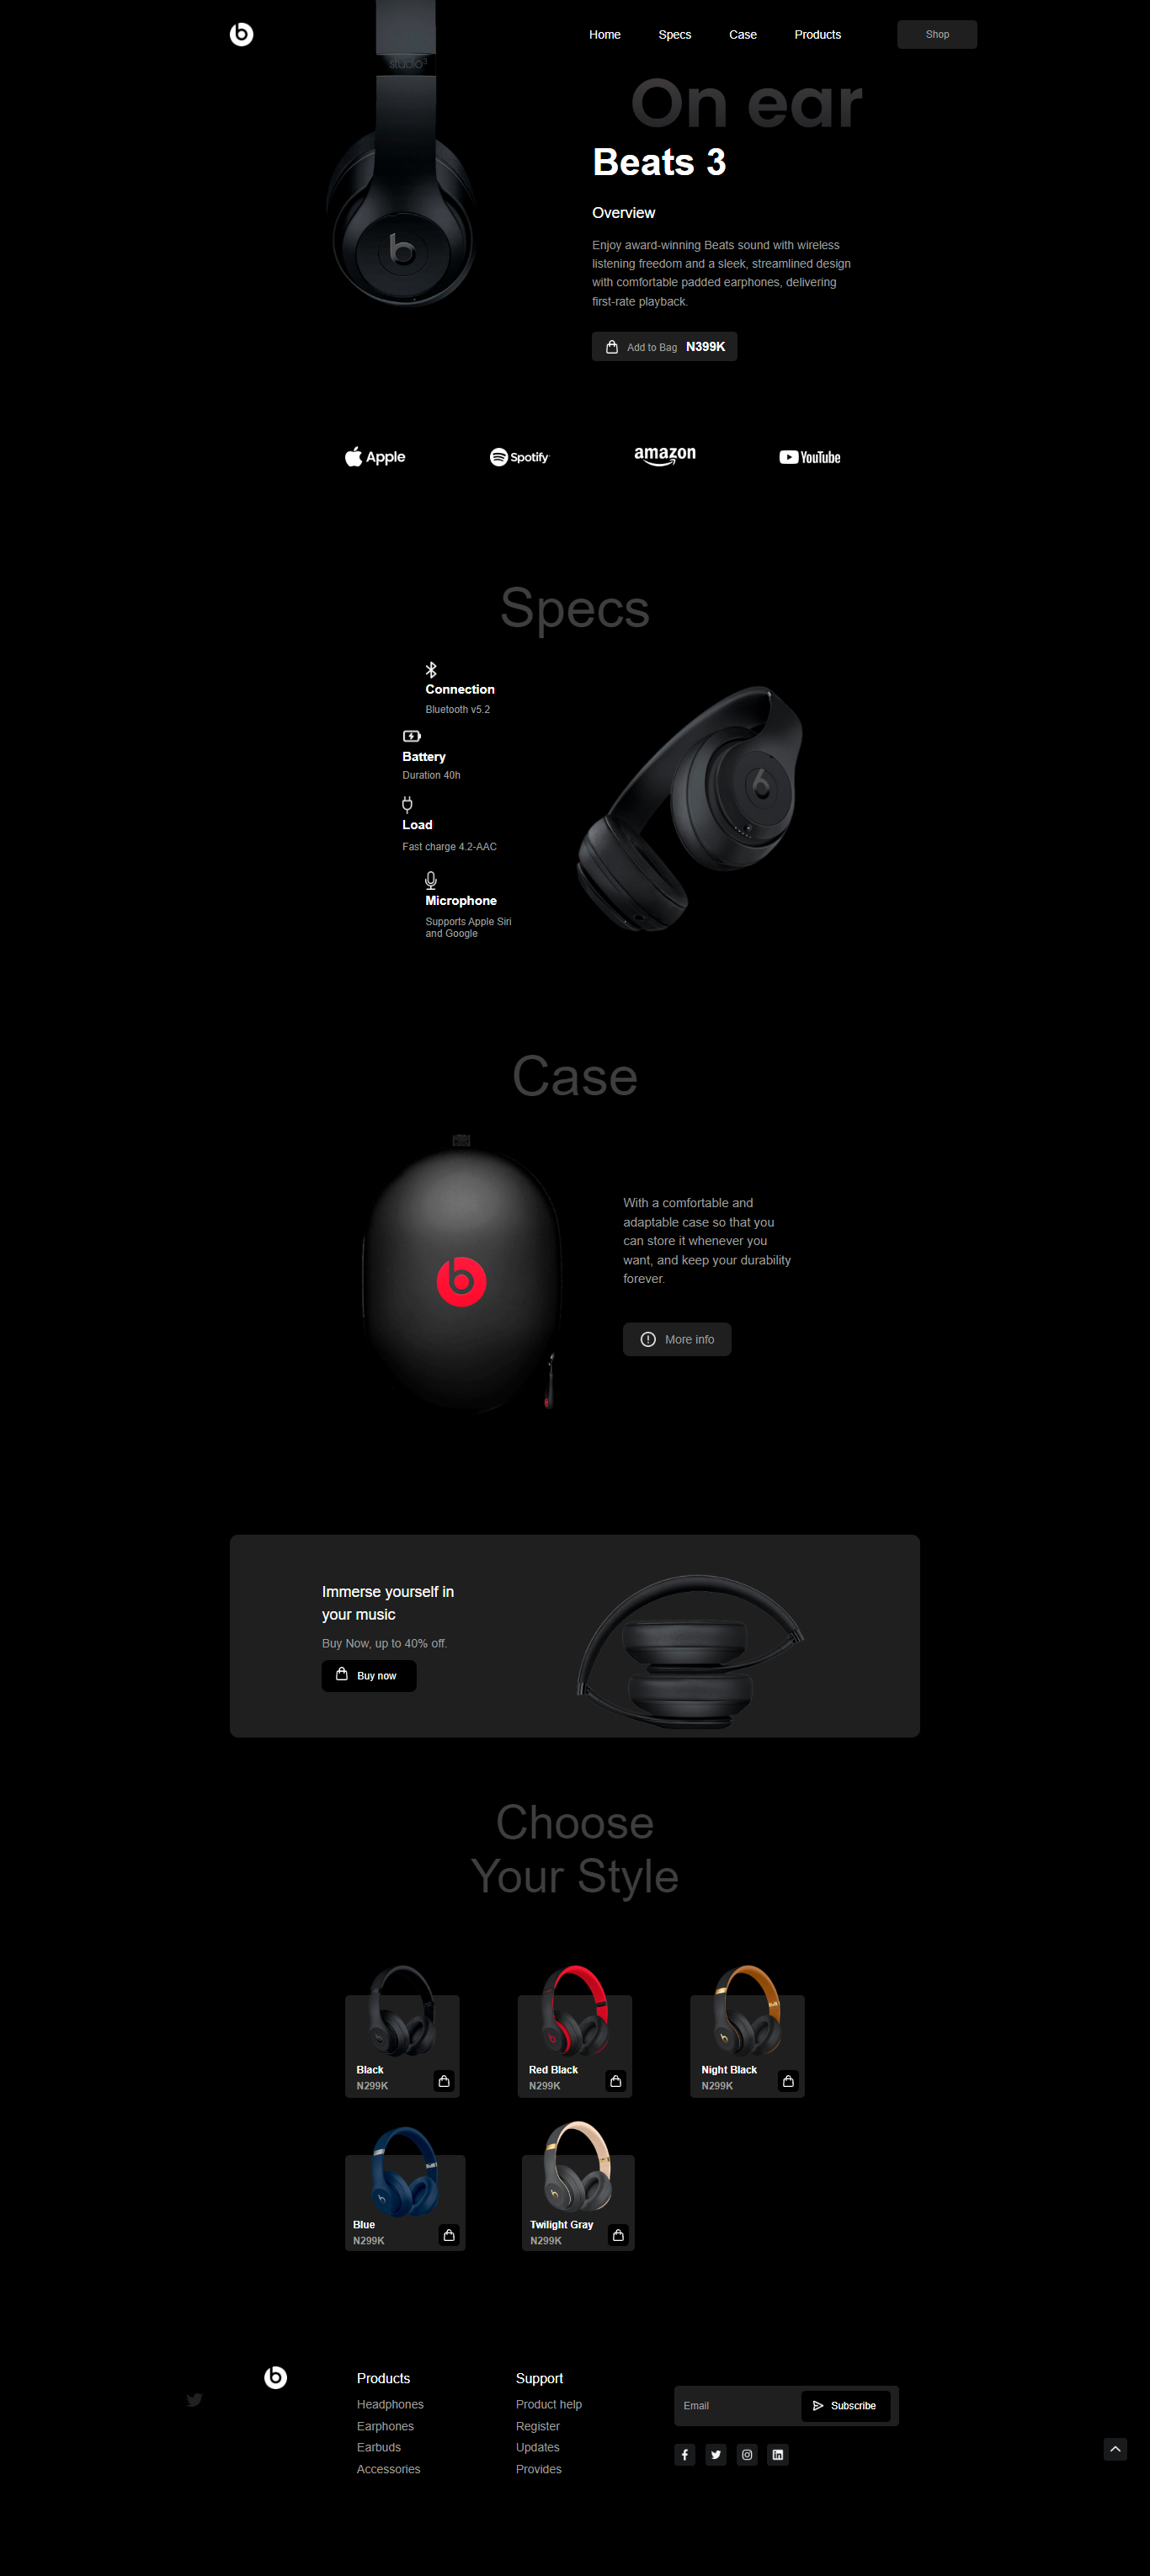 Home Specs Case Products Shop
studio3
On ear
Beats 3
Overview
Enjoy award-winning Beats sound with wireless
listening freedom and a sleek, streamlined design
with comfortable padded earphones, delivering
first-rate playback.
Add to Bag N399K
Apple Spotify amazon YouTube
Specs
Connection
Bluetooth v5.2
Battery
Duration 40h
Load
Fast charge 4.2-AAC
Microphone
Supports Apple Siri
and Google
Case
With a comfortable and
adaptable case so that you
can store it whenever you
want, and keep your durability
forever.
More info
Immerse yourself in
your music
Buy Now, up to 40% off.
Buy now
Choose
Your Style
Black
N299K
Red Black
N299K
Night Black
N299K
Blue
N299K
Twilight Gray
N299K
Products
Headphones
Earphones
Earbuds
Accessories
Support
Product help
Register
Updates
Provides
Email Subscribe